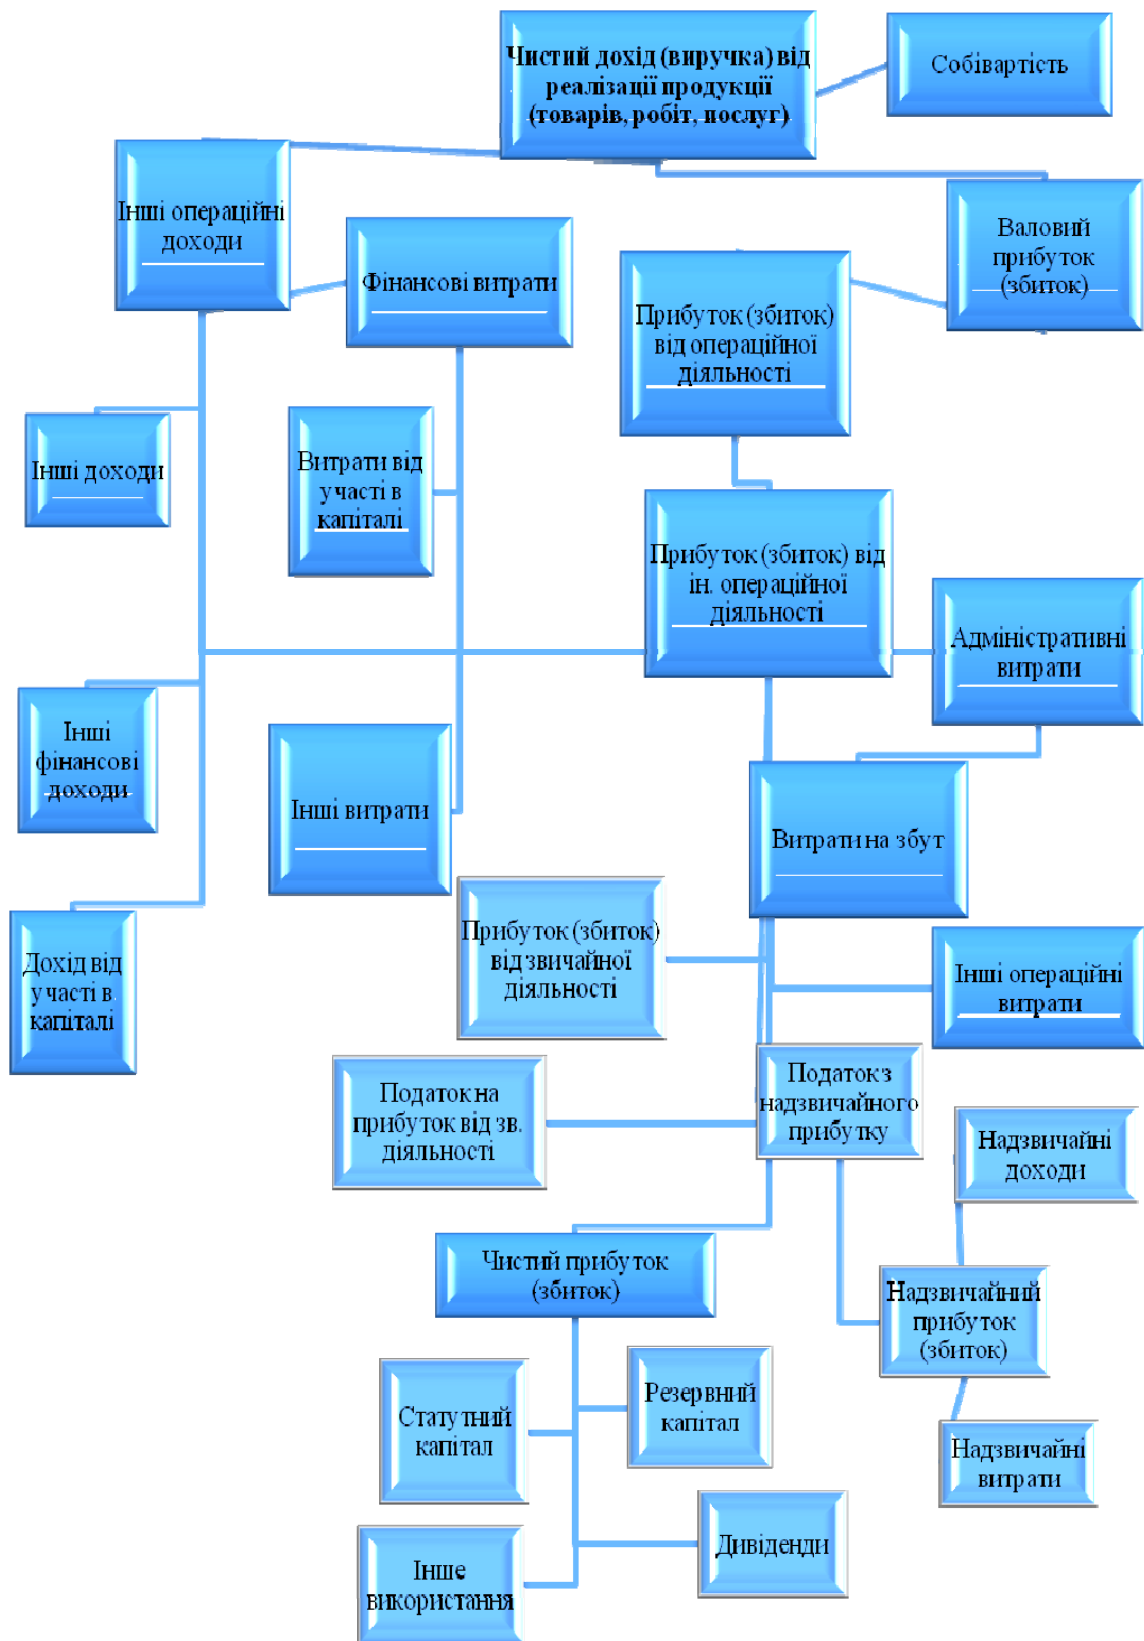 Чистий дохід (виручка) від
реалізації продукції
(товарів, робіт, послуг)
Собівартість
Інші операційні
доходи
Валовий
прибуток
(збиток)
Фінансові витрати
Прибуток (збиток)
від операційної
діяльності
Інші доходи
Витрати від
участі в
капіталі
Прибуток (збиток) від
ін. операційної
діяльності
Адміністративні
витрати
Інші
фінансові
доходи
Інші витрати
Витрати на збут
Прибуток (збиток)
від звичайної
діяльності
Дохід від
участі в
капіталі
Інші операційні
витрати
Податок на
прибуток від зв.
діяльності
Податок з
надзвичайного
прибутку
Надзвичайні
доходи
Чистий прибуток
(збиток)
Надзвичайний
прибуток
(збиток)
Статутний
капітал
Резервний
капітал
Надзвичайні
витрати
Інше
використання
Дивіденди